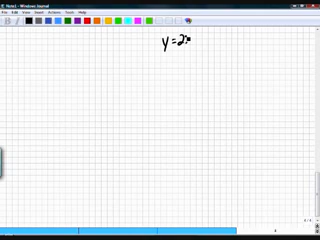 Note1 - Windows Journal
File Edit View Insert Actions Tools Help
y = 2